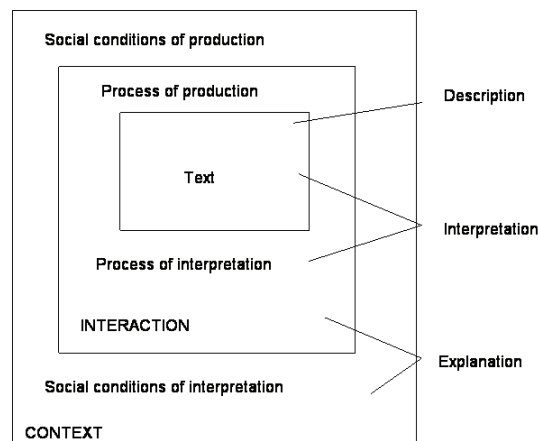 Social conditions of production
Process of production
Description
Text
Interpretation
Process of interpretation
INTERACTION
Explanation
Social conditions of interpretation
CONTEXT